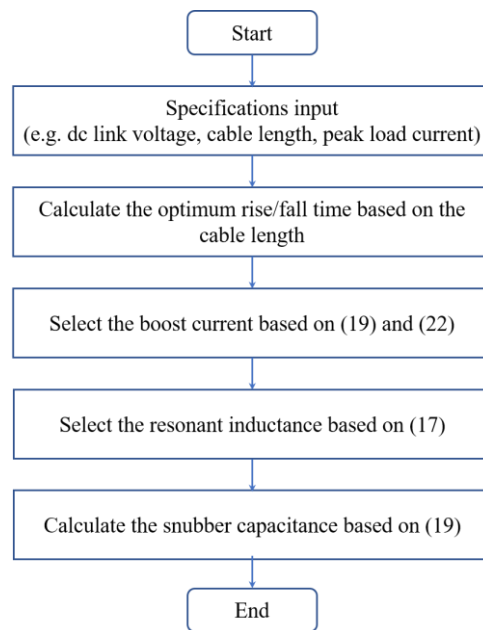 Start
Specifications input
(e.g. dc link voltage, cable length, peak load current)
Calculate the optimum rise/fall time based on the
cable length
Select the boost current based on (19) and (22)
Select the resonant inductance based on (17)
Calculate the snubber capacitance based on (19)
End